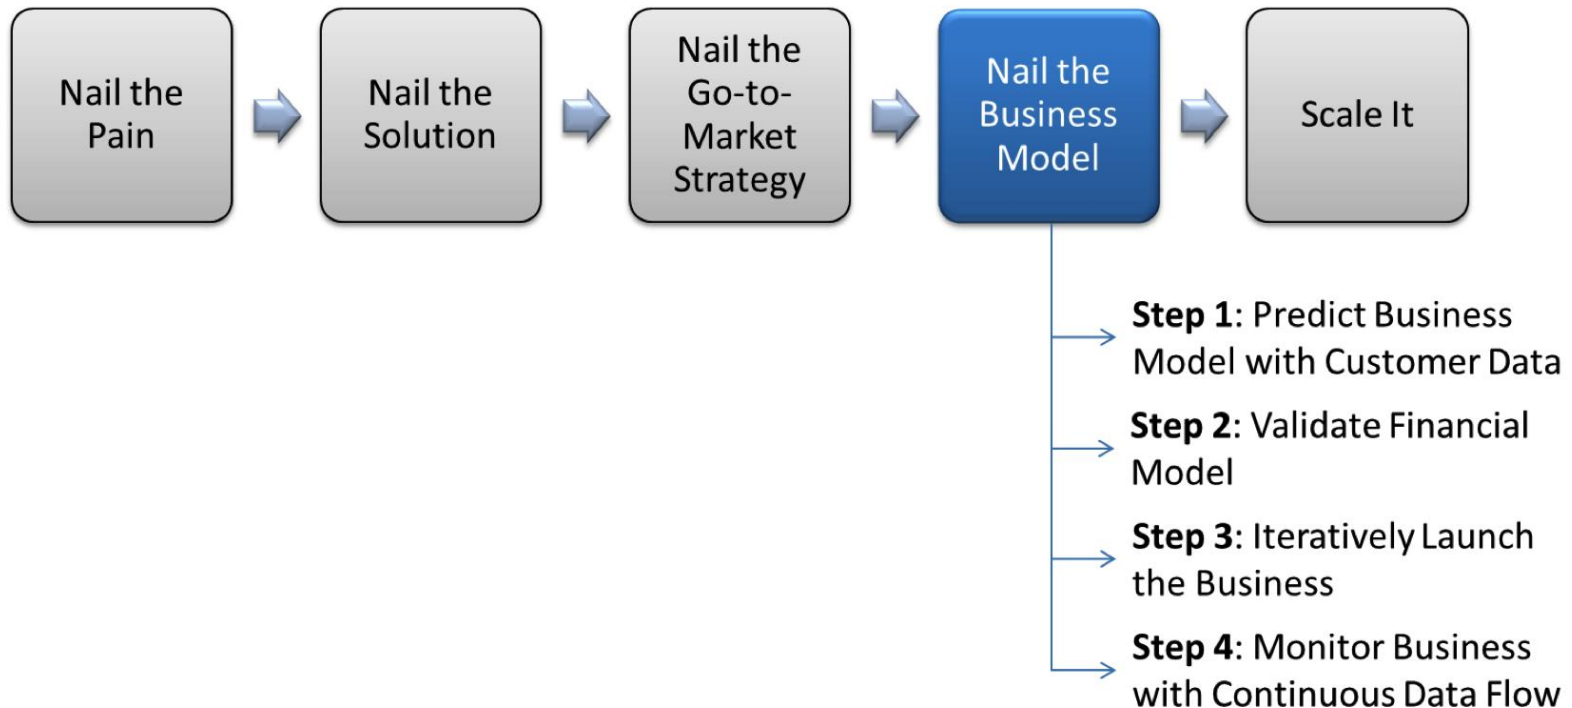 Nail the
Pain
Nail the
Solution
Nail the
Go-to-
Market
Strategy
Nail the
Business
Model
Scale It
Step 1: Predict Business
Model with Customer Data
Step 2: Validate Financial
Model
Step 3: Iteratively Launch
the Business
Step 4: Monitor Business
with Continuous Data Flow